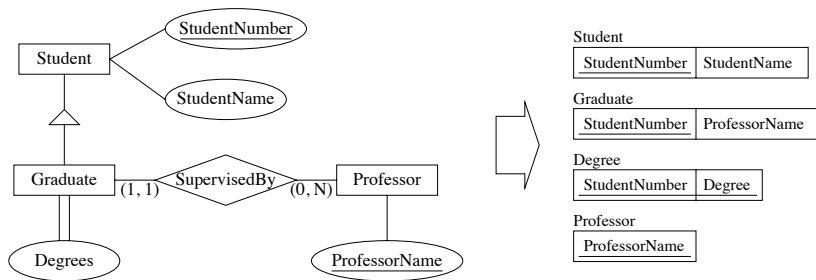 StudentNumber
Student
StudentName
Graduate
(1, 1)
SupervisedBy
(0, N)
Professor
Degrees
ProfessorName
Student
StudentNumber StudentName
Graduate
StudentNumber ProfessorName
Degree
StudentNumber Degree
Professor
ProfessorName